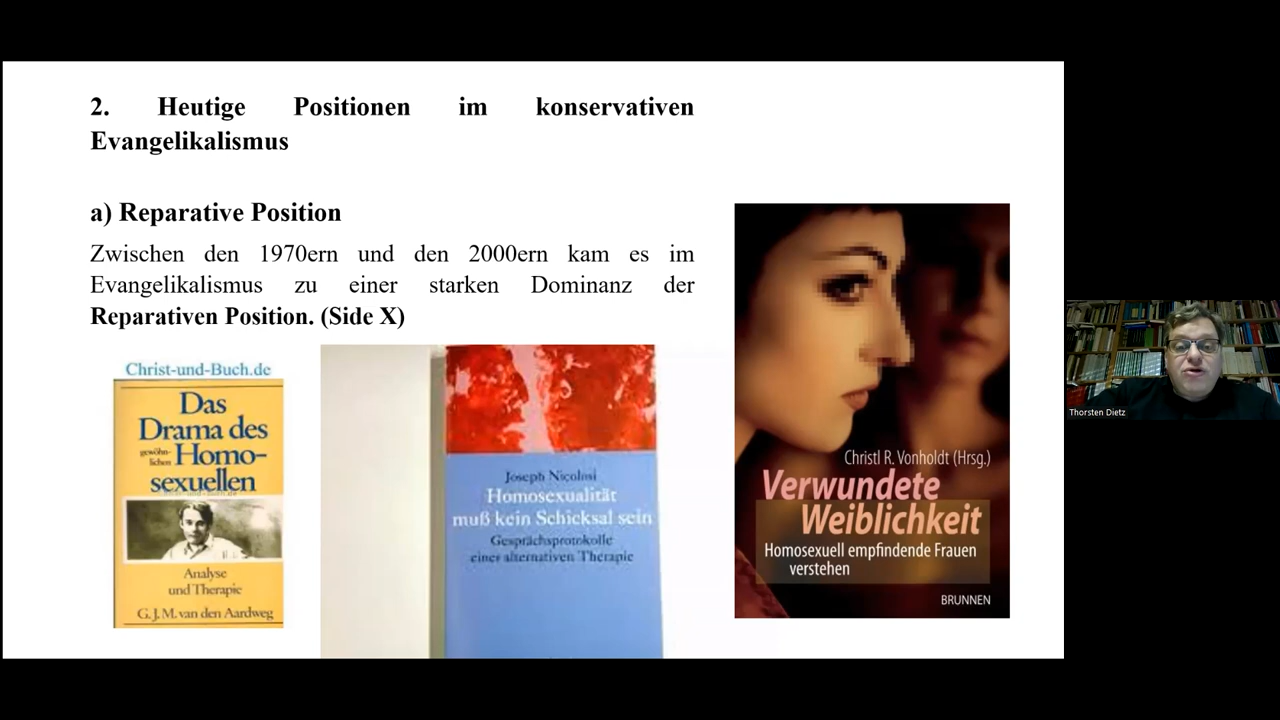 2. Heutige Positionen im konservativen
Evangelikalismus
a) Reparative Position
Zwischen den 1970ern und den 2000ern kam es im
Evangelikalismus zu einer starken Dominanz der
Reparativen Position. (Side X)
Christ-und-Buch.de
Das
Drama des
gewöhn-
lichen Homo-
sexuellen
Analyse
und Therapie
G. J. M. van den Aardweg
Joseph Nicolosi
Homosexualität
muß kein Schicksal sein
Gesprächsprotokolle
einer alternativen Therapie
Christl R. Vonholdt (Hrsg.)
Verwundete
Weiblichkeit
Homosexuell empfindende Frauen
verstehen
BRUNNEN
Thorsten Dietz